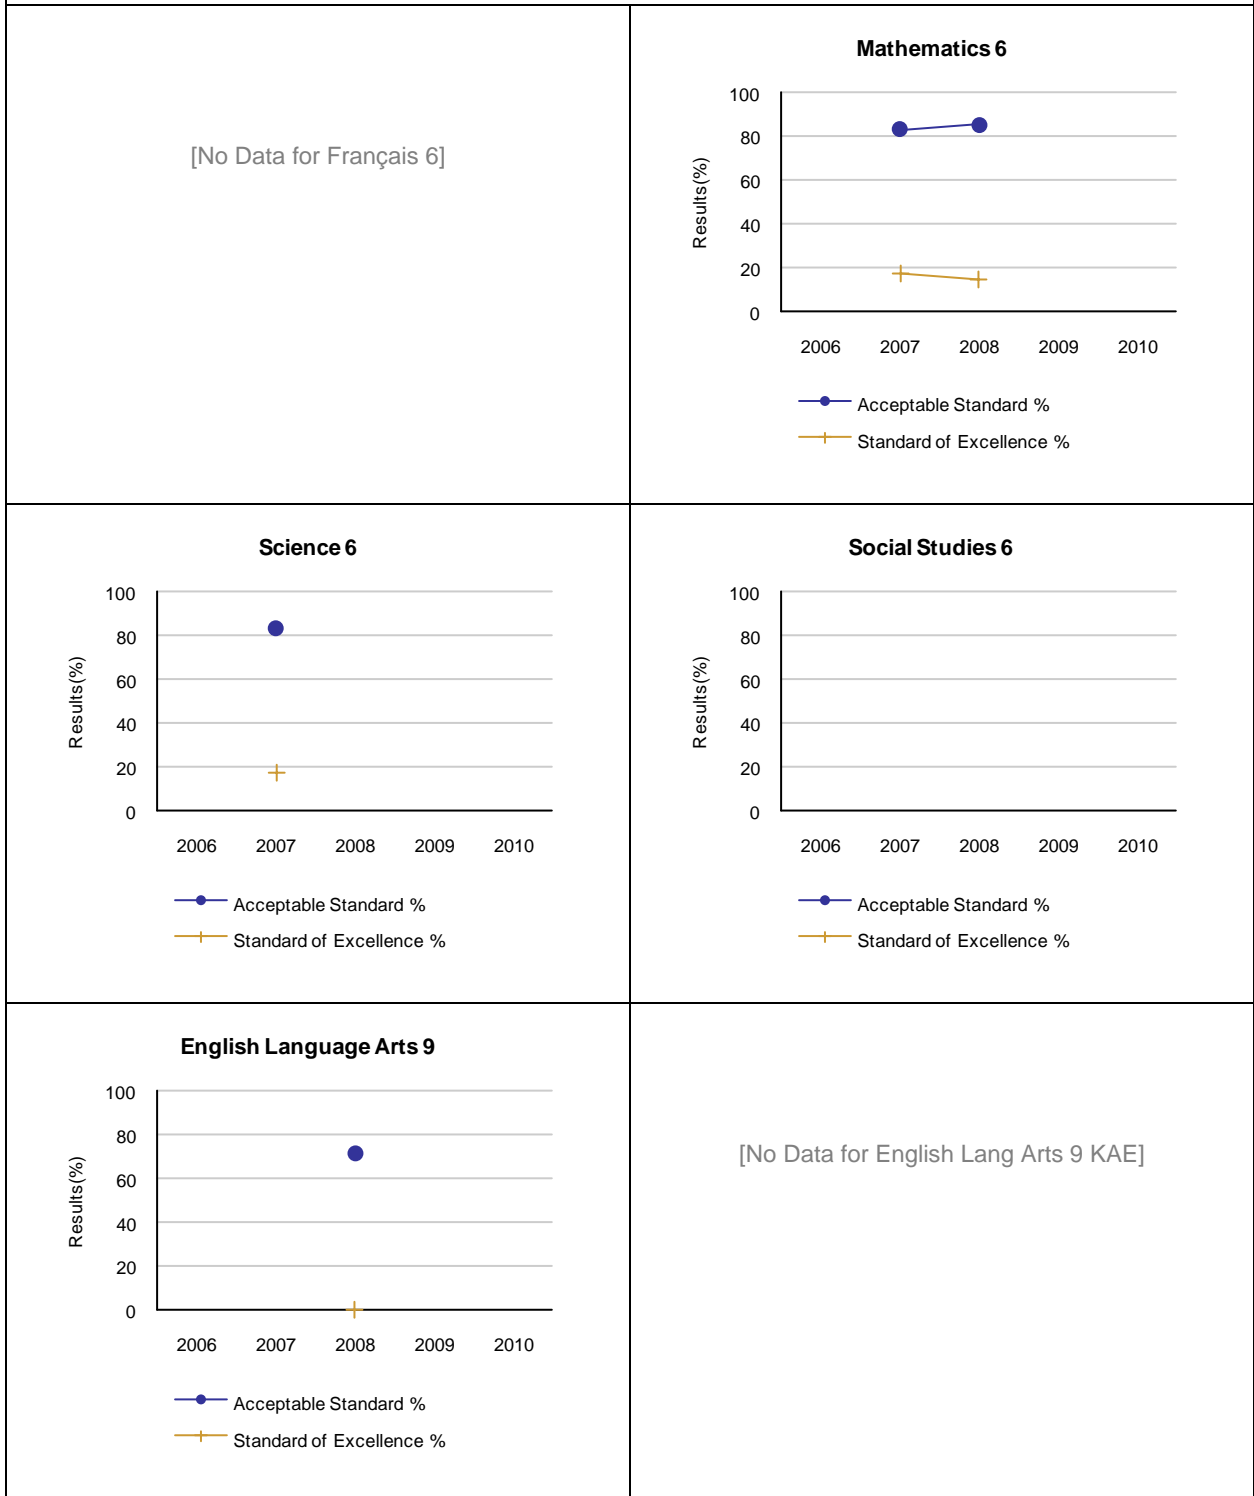 [No Data for Français 6]
Mathematics 6
Results(%)
100
80
60
40
20
0
2006 2007 2008 2009 2010
Acceptable Standard %
Standard of Excellence %
Science 6
Results(%)
100
80
60
40
20
0
2006 2007 2008 2009 2010
Acceptable Standard %
Standard of Excellence %
Social Studies 6
Results(%)
100
80
60
40
20
0
2006 2007 2008 2009 2010
Acceptable Standard %
Standard of Excellence %
English Language Arts 9
Results(%)
100
80
60
40
20
0
2006 2007 2008 2009 2010
Acceptable Standard %
Standard of Excellence %
[No Data for English Lang Arts 9 KAE]